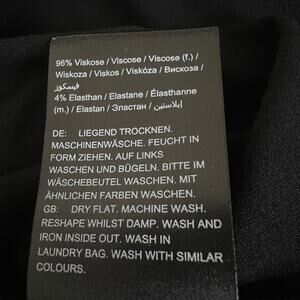 96% Viskose / Viscose / Viscose (f.) /
Wiskoza / Viskos / Viskóza / Вискоза /
فيسكوز
4% Elasthan / Elastane / Élasthanne
(m.) / Elastan / Эластан / إيلاستين
DE: LIEGEND TROCKNEN.
MASCHINENWÄSCHE. FEUCHT IN
FORM ZIEHEN. AUF LINKS
WASCHEN UND BÜGELN. BITTE IM
WÄSCHEBEUTEL WASCHEN. MIT
ÄHNLICHEN FARBEN WASCHEN.
GB: DRY FLAT. MACHINE WASH.
RESHAPE WHILST DAMP. WASH AND
IRON INSIDE OUT. WASH IN
LAUNDRY BAG. WASH WITH SIMILAR
COLOURS.